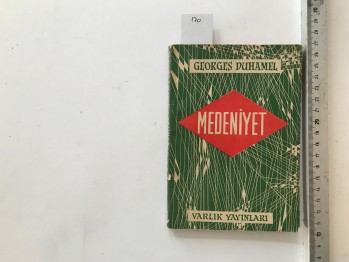 170
GEORGES DUHAMEL
MEDENİYET
VARLIK YAYINLARI